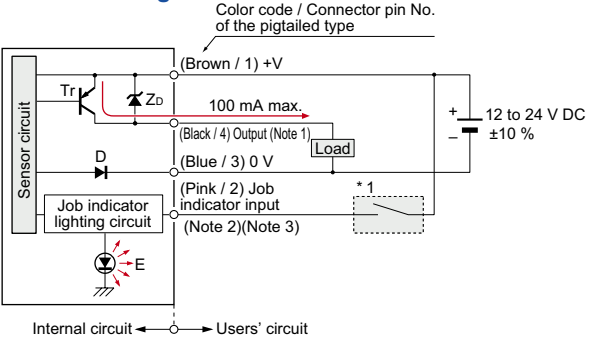 Color code / Connector pin No.
of the pigtailed type
(Brown / 1) +V
Tr
ZD
100 mA max.
(Black / 4) Output (Note 1)
Load
+
–
12 to 24 V DC
±10 %
Sensor circuit
D
(Blue / 3) 0 V
(Pink / 2) Job
indicator input
* 1
Job indicator
lighting circuit
(Note 2)(Note 3)
E
Internal circuit
Users' circuit